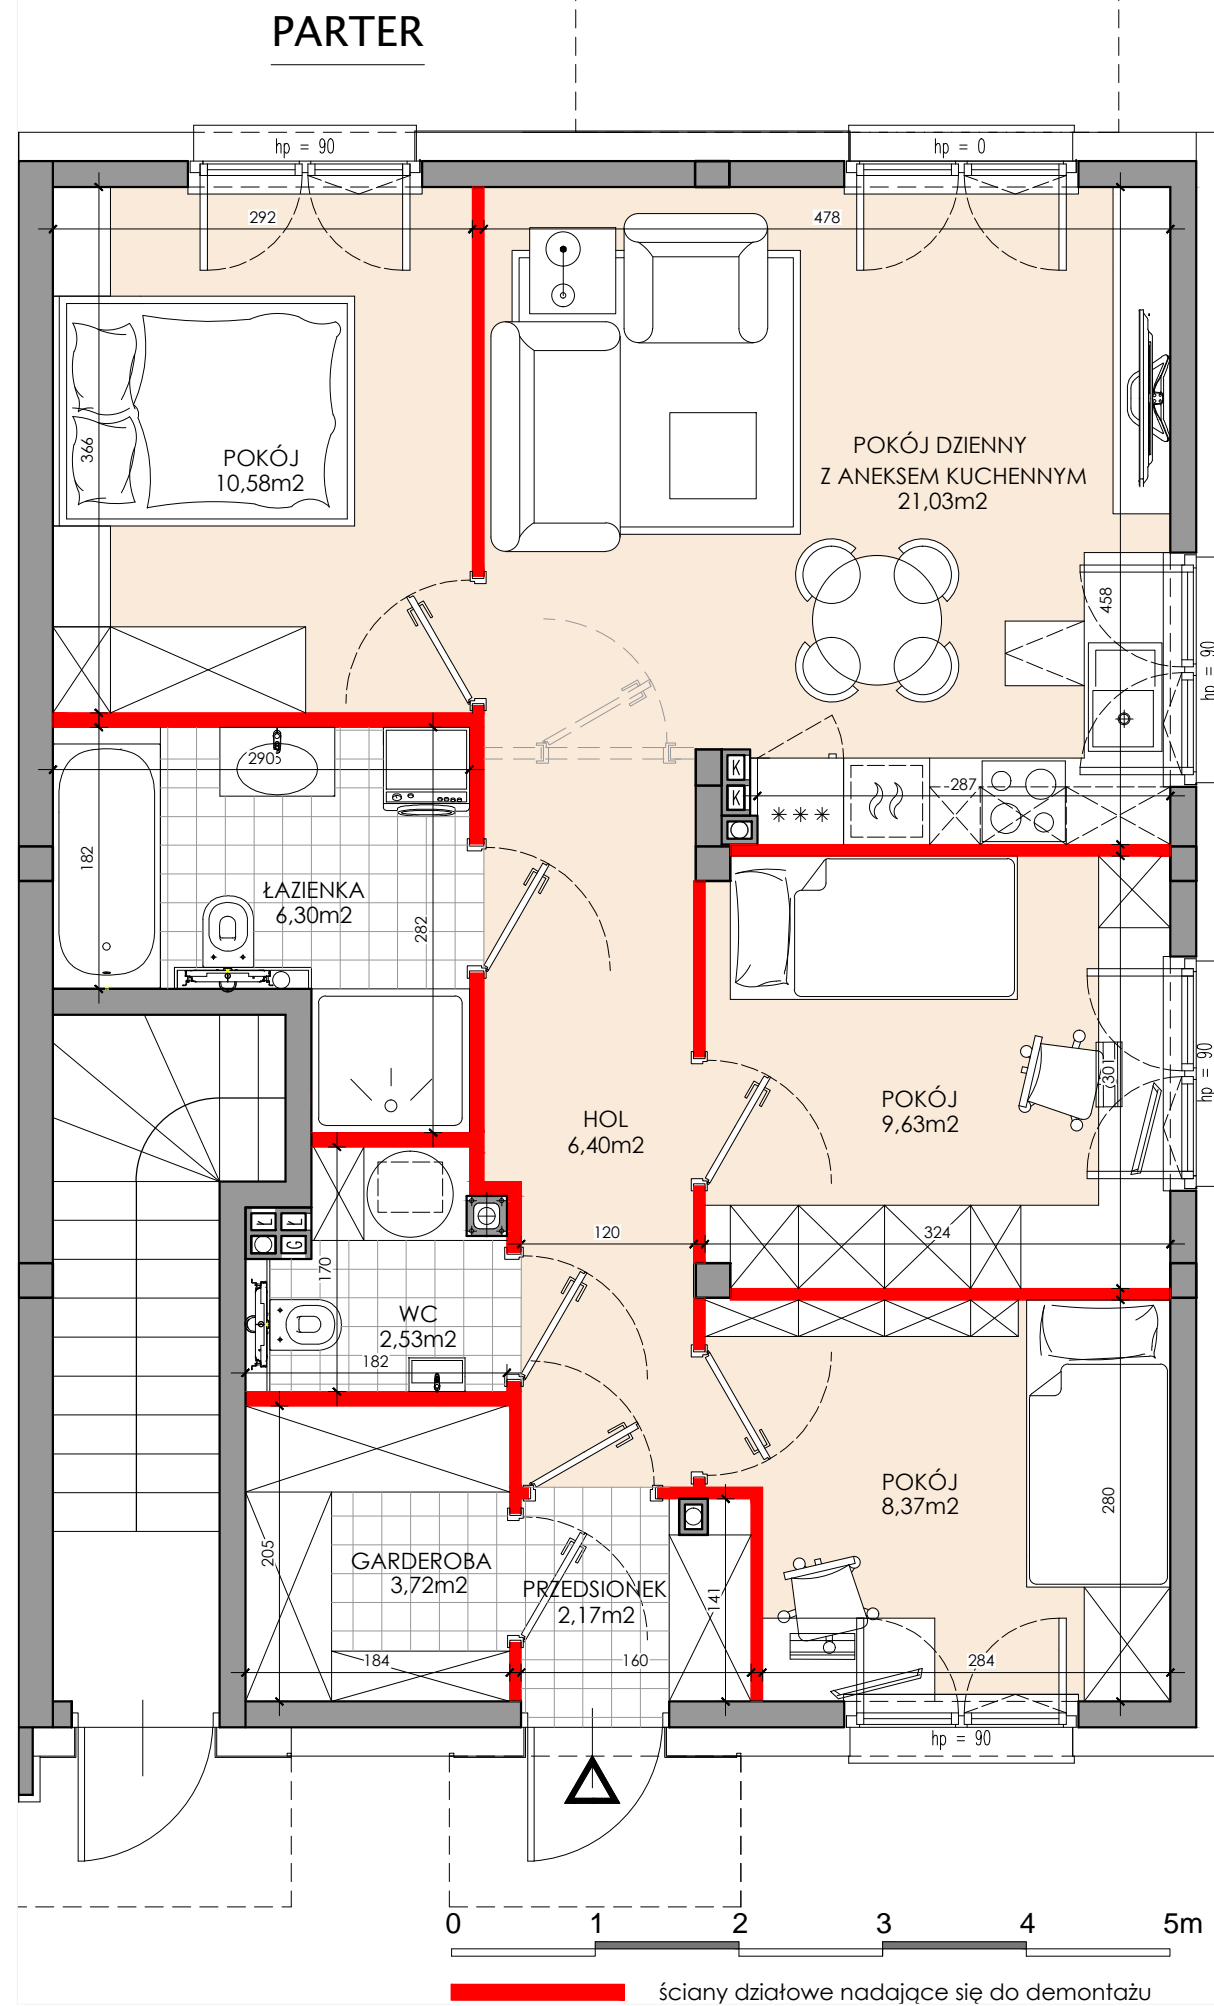 PARTER
hp = 90
hp = 0
292
478
366
POKÓJ
10,58m2
POKÓJ DZIENNY
Z ANEKSEM KUCHENNYM
21,03m2
458
hp = 90
290
K
K
287
182
ŁAZIENKA
6,30m2
282
301
hp = 90
POKÓJ
9,63m2
HOL
6,40m2
120
324
G
170
WC
2,53m2
182
POKÓJ
8,37m2
280
205
GARDEROBA
3,72m2
PRZEDSIONEK
2,17m2
141
184
160
284
hp = 90
0 1 2 3 4 5m
ściany działowe nadające się do demontażu